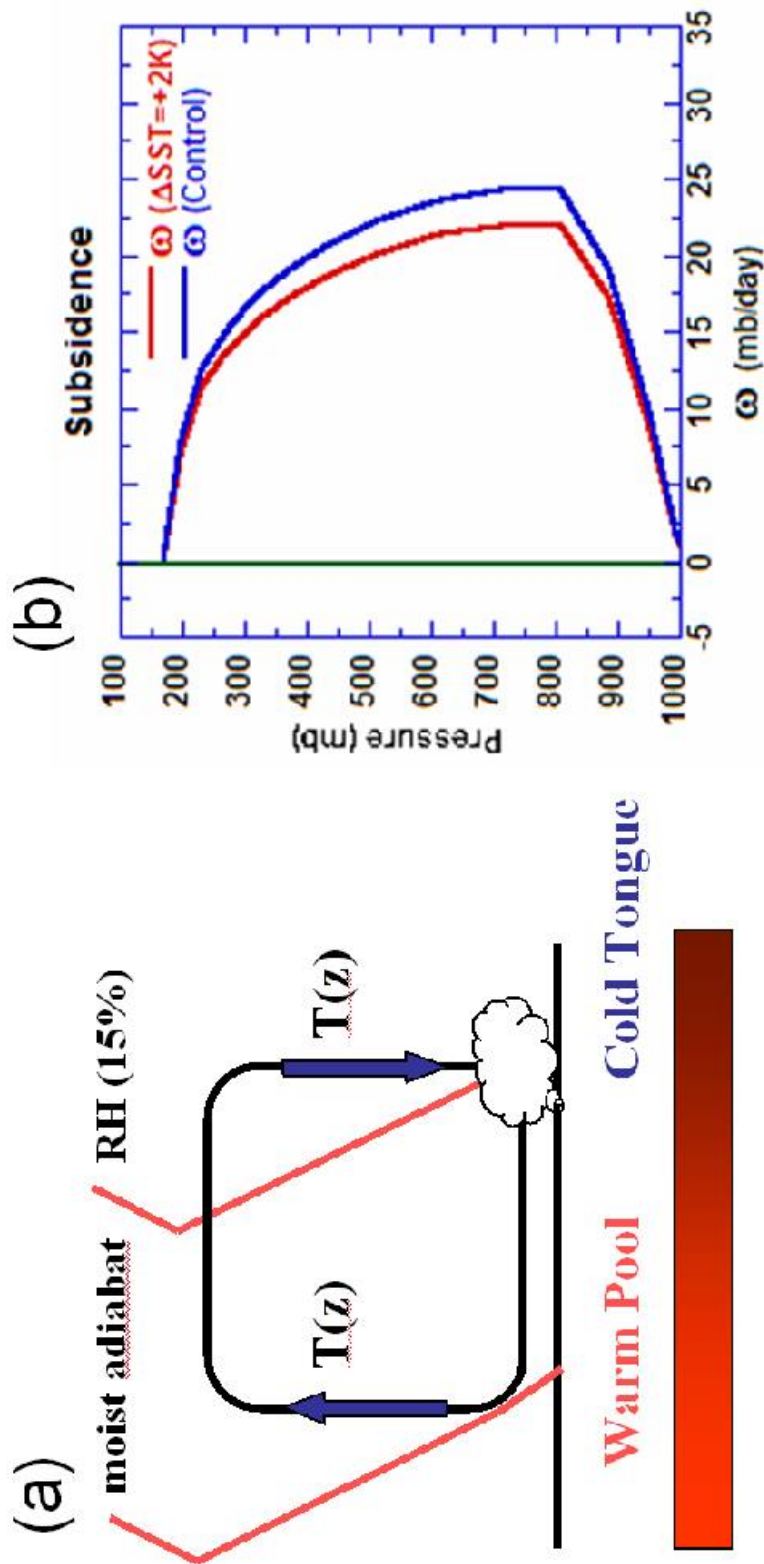 (a)
moist adiabat
RH (15%)
T(z)
T(z)
Warm Pool
Cold Tongue
(b)
Subsidence
ω (ΔSST=+2K)
ω (Control)
100
200
300
400
500
600
700
800
900
1000
Pressure (mb)
-5
0
5
10
15
20
25
30
35
ω (mb/day)